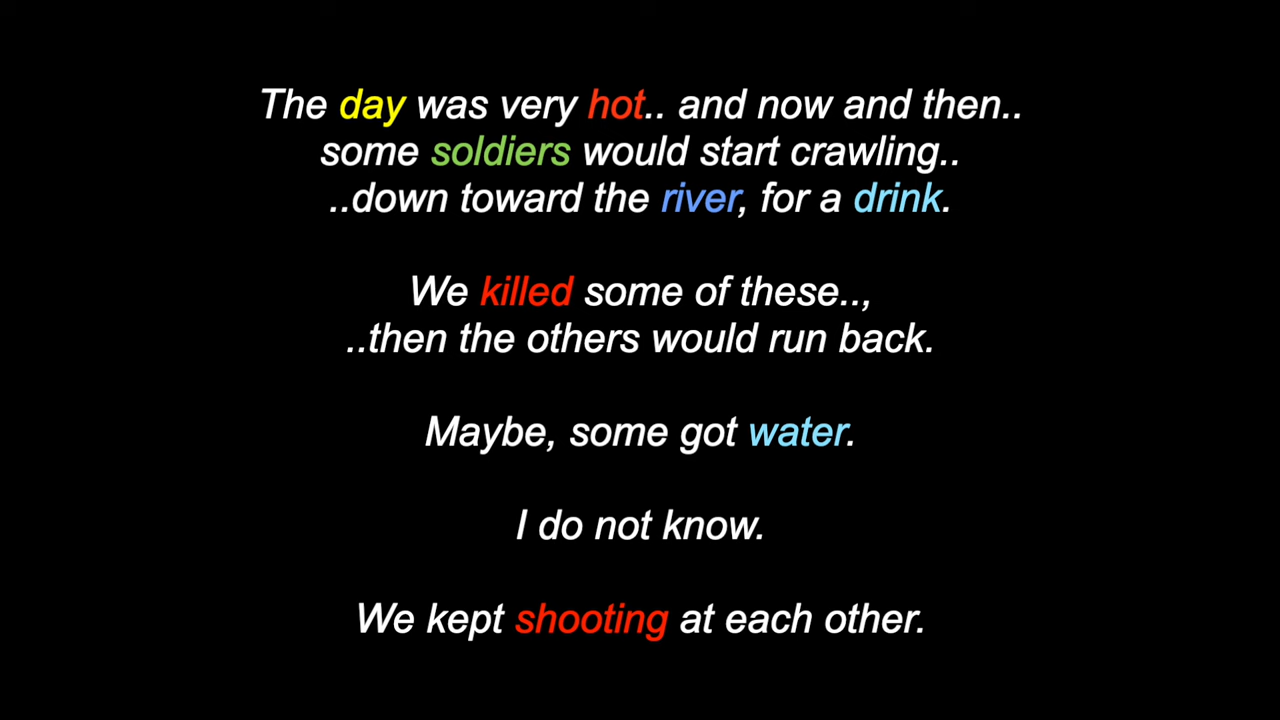 The day was very hot.. and now and then..
some soldiers would start crawling..
..down toward the river, for a drink.
We killed some of these..,
..then the others would run back.
Maybe, some got water.
I do not know.
We kept shooting at each other.